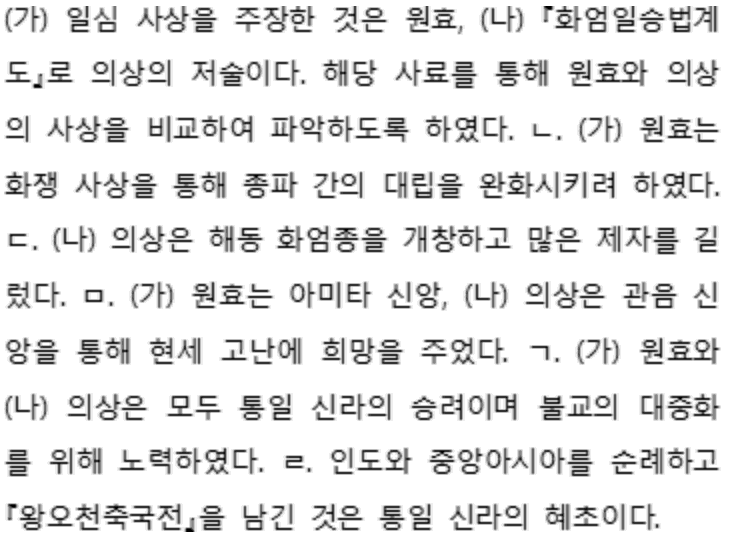 (가) 일심 사상을 주장한 것은 원효, (나) 『화엄일승법계
도』로 의상의 저술이다. 해당 사료를 통해 원효와 의상
의 사상을 비교하여 파악하도록 하였다. ㄴ. (가) 원효는
화쟁 사상을 통해 종파 간의 대립을 완화시키려 하였다.
ㄷ. (나) 의상은 해동 화엄종을 개창하고 많은 제자를 길
렀다. ㅁ. (가) 원효는 아미타 신앙, (나) 의상은 관음 신
앙을 통해 현세 고난에 희망을 주었다. ㄱ. (가) 원효와
(나) 의상은 모두 통일 신라의 승려이며 불교의 대중화
를 위해 노력하였다. ㄹ. 인도와 중앙아시아를 순례하고
『왕오천축국전』을 남긴 것은 통일 신라의 혜초이다.